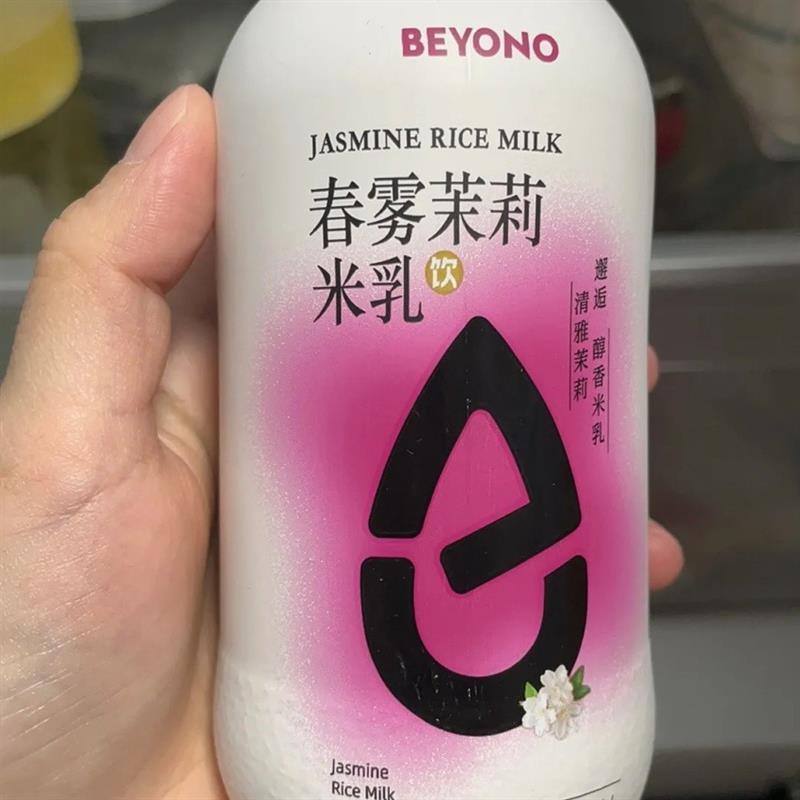 BEYONO
JASMINE RICE MILK
春雾茉莉
米乳饮
邂逅 醇香米乳
清雅茉莉
Jasmine
Rice Milk